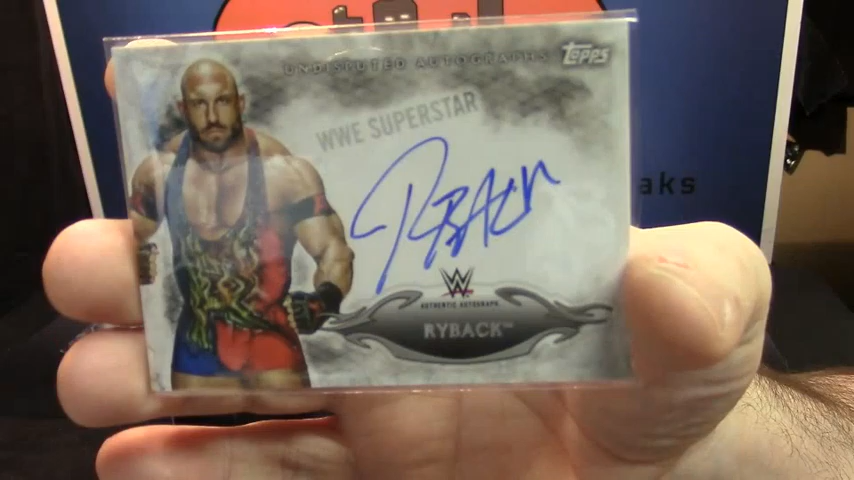 UNDISPUTED AUTOGRAPHS
Topps
WWE SUPERSTAR
RYBACK
W
AUTHENTIC AUTOGRAPH
RYBACK™
aks